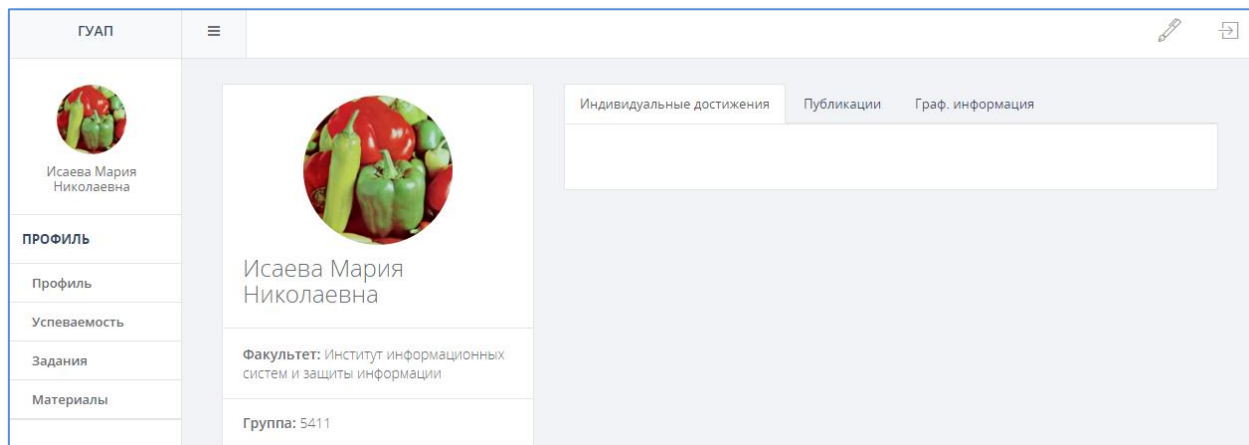 ГУАП
Исаева Мария
Николаевна
ПРОФИЛЬ
Профиль
Успеваемость
Задания
Материалы
Исаева Мария
Николаевна
Факультет: Институт информационных
систем и защиты информации
Группа: 5411
Индивидуальные достижения Публикации Граф. информация